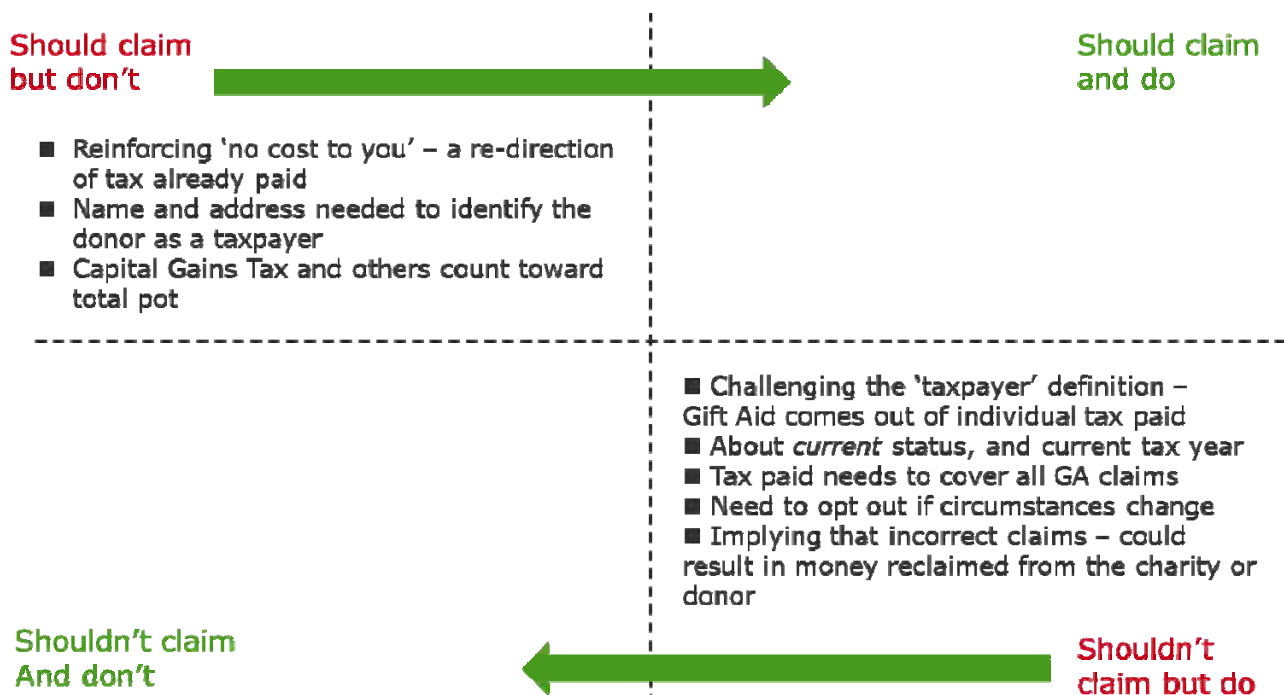 Should claim
but don't
Should claim
and do
■ Reinforcing 'no cost to you' – a re-direction
of tax already paid
■ Name and address needed to identify the
donor as a taxpayer
■ Capital Gains Tax and others count toward
total pot
■ Challenging the 'taxpayer' definition –
Gift Aid comes out of individual tax paid
■ About current status, and current tax year
■ Tax paid needs to cover all GA claims
■ Need to opt out if circumstances change
■ Implying that incorrect claims – could
result in money reclaimed from the charity or
donor
Shouldn't claim
And don't
Shouldn't
claim but do